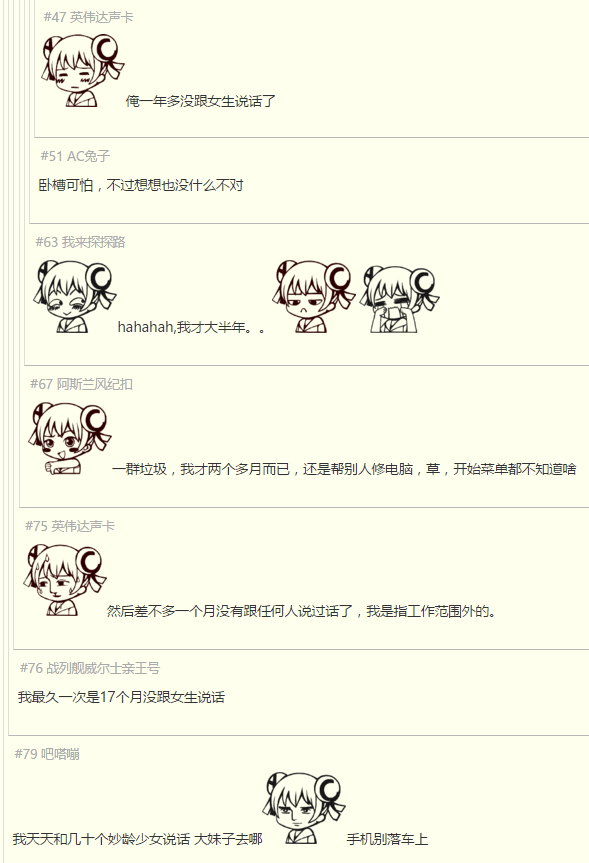 #47 英伟达声卡
俺一年多没跟女生说话了
#51 AC兔子
卧槽可怕，不过想想也没什么不对
#63 我来探探路
hahahah,我才大半年。。
#67 阿斯兰风纪扣
一群垃圾，我才两个多月而已，还是帮别人修电脑，草，开始菜单都不知道啥
#75 英伟达声卡
然后差不多一个月没有跟任何人说过话了，我是指工作范围外的。
#76 战列舰威尔士亲王号
我最久一次是17个月没跟女生说话
#79 吧嗒嘣
我天天和几十个妙龄少女说话 大妹子去哪 手机别落车上